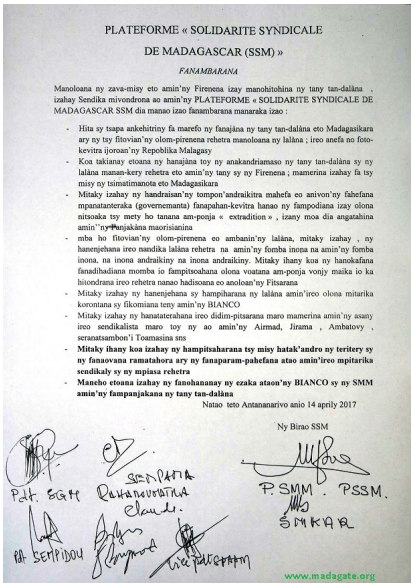 PLATEFORME « SOLIDARITE SYNDICALE
DE MADAGASCAR (SSM) »
FANAMBARANA
Manoloana ny zava-misy eto amin'ny Firenena izay manohitohina ny tany tan-dalàna ,
izahay Sendika mivondrona ao amin'ny PLATEFORME « SOLIDARITE SYNDICALE DE
MADAGASCAR SSM dia manao izao fanambarana manaraka izao :
- Hita sy tsapa ankehitriny fa marefo ny fanajàna ny tany tan-dalàna eto Madagasikara
ary ny tsy fitovian'ny olom-pirenena rehetra manoloana ny lalàna ; ireo anefa no foto-
kevitra ijoroan'ny Repoblika Malagasy
- Koa takianay etoana ny hanajàna toy ny anakandriamaso ny tany tan-dalàna sy ny
lalàna manan-kery rehetra eto amin'ny tany sy ny Firenena ; mamerina izahay fa tsy
misy ny tsimatimanota eto Madagasikara
- Mitaky izahay ny handraisan'ny tompon'andraikitra mahefa eo anivon'ny fahefana
mpanatanteraka (governemanta) fanapahan-kevitra hanao ny fampodiana izay olona
nitsoaka tsy mety ho tanana am-ponja « extradition » , izany moa dia angatahina
amin'ny Fanjakàna maorisianina
- mba ho fitovian'ny olom-pirenena eo ambanin'ny lalàna, mitaky izahay , ny
hanenjehana ireo nandika lalàna rehetra na amin'ny fomba inona na amin'ny fomba
inona, na inona andraikiny na inona andraikiny. Mitaky ihany koa ny hanokafana
fanadihadiana momba io fampitsoahana olona voatana am-ponja vonjy maika io ka
hitondrana ireo rehetra nanao hadisoana eo anoloan'ny Fitsarana
- Mitaky izahay ny hanenjehana sy hampiharana ny lalàna amin'ireo olona mitarika
korontana sy fikomiana teny amin'ny BIANCO
- Mitaky izahay ny hanatateraha ireo didim-pitsarana maro mamerina amin'ny asany
ireo sendikalista maro toy ny ao amin'ny Airmad, Jirama , Ambatovy ,
seranatsambon'i Toamasina sns
- Mitaky ihany koa izahay ny hampitsaharana tsy misy hatak'andro ny teritery sy
ny fanaovana ramatahora ary ny fanaparam-pahefana atao amin'ireo mpitarika
sendikaly sy ny mpiasa rehetra
- Maneho etoana izahay ny fanohananay ny ezaka ataon'ny BIANCO sy ny SMM
amin'ny fampanjakana ny tany tan-dalàna
Natao teto Antananarivo anio 14 aprily 2017
Ny Birao SSM
Pdt SGM
SEMPAMA
Claude.
P. SMM PSSM.
SMKAR
Pdt SEMPIDOU
www.madagate.org